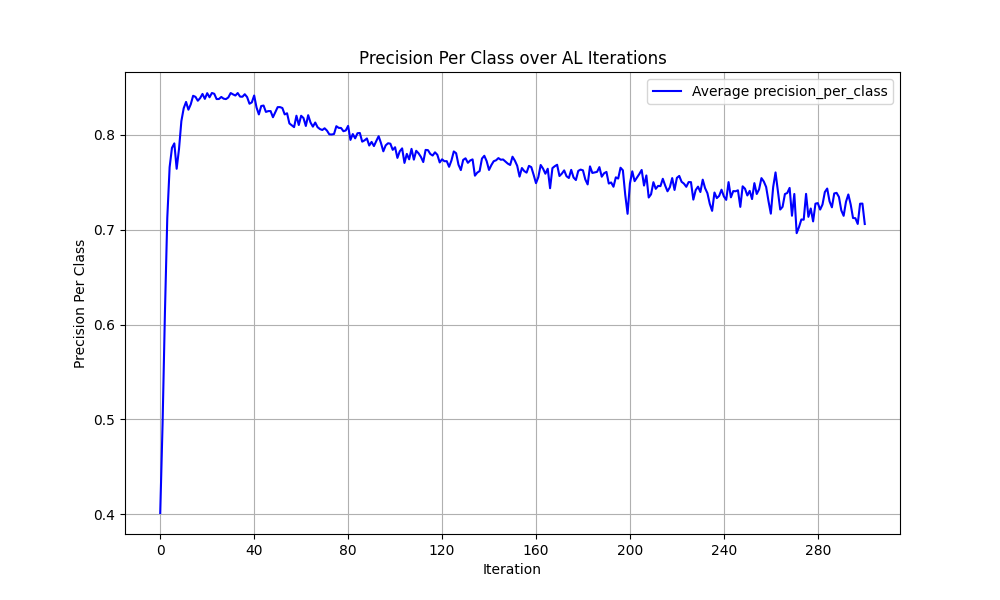 Precision Per Class over AL Iterations
Average precision_per_class
Precision Per Class
0.8
0.7
0.6
0.5
0.4
0 40 80 120 160 200 240 280
Iteration